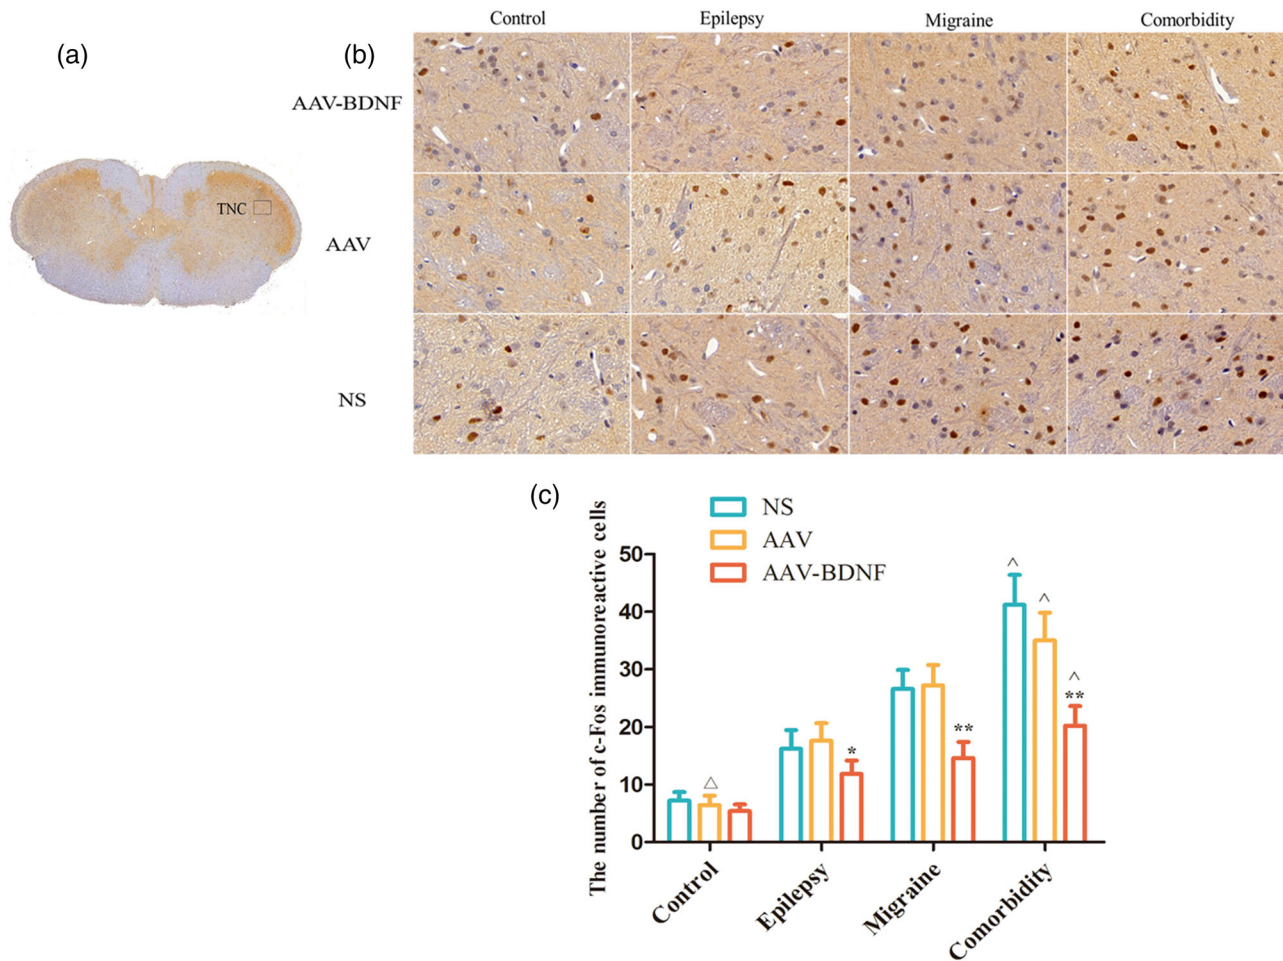 (a)
(b)
Control
Epilepsy
Migraine
Comorbidity
AAV-BDNF
TNC
AAV
NS
(c)
NS
AAV
AAV-BDNF
The number of c-Fos immunoreactive cells
50
40
30
20
10
0
△
*
**
^
^
^
**
Control
Epilepsy
Migraine
Comorbidity